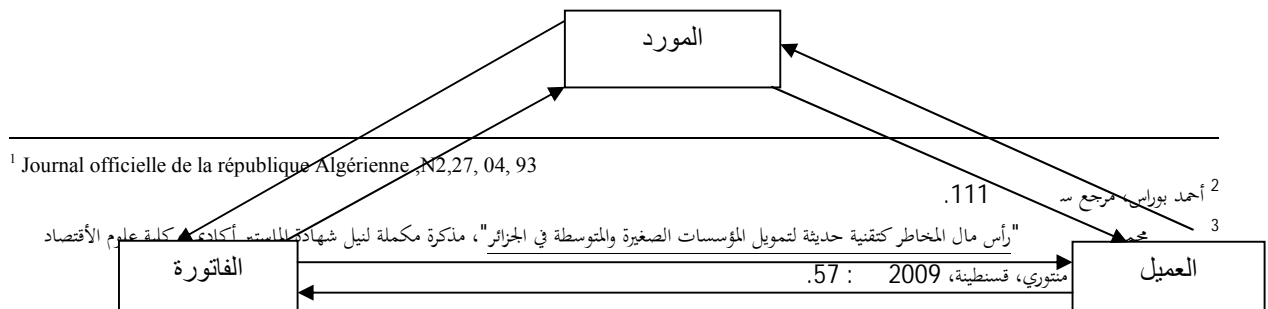 المورد
¹ Journal officielle de la république Algérienne ,N2,27, 04, 93
² أحمد بوراس، مرجع 111.
³ "رأس مال المخاطر كتقنية حديثة لتمويل المؤسسات الصغيرة والمتوسطة في الجزائر"، مذكرة مكملة لنيل شهادة الماستير كلية علوم الأقتصاد
منتوري، قسنطينة، 2009 : 57.
الفاتورة
العميل